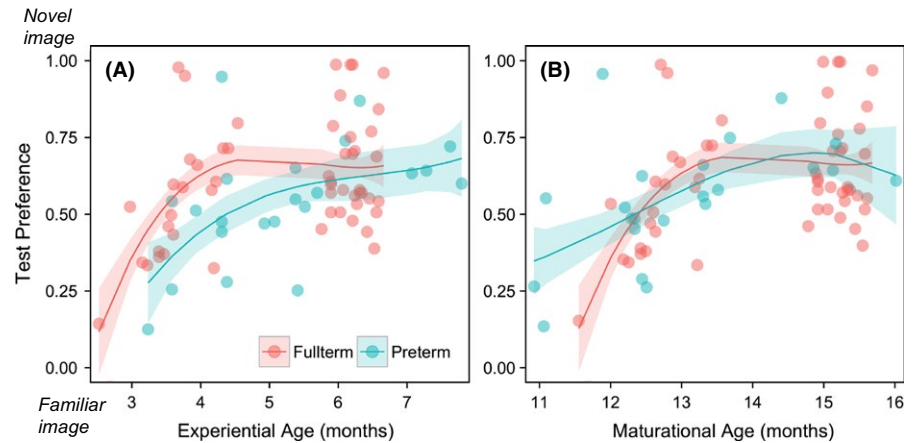 Novel
image
(A)
(B)
Test Preference
1.00
0.75
0.50
0.25
0.00
1.00
0.75
0.50
0.25
0.00
Fullterm
Preterm
Familiar
image
3 4 5 6 7
11 12 13 14 15 16
Experiential Age (months)
Maturational Age (months)